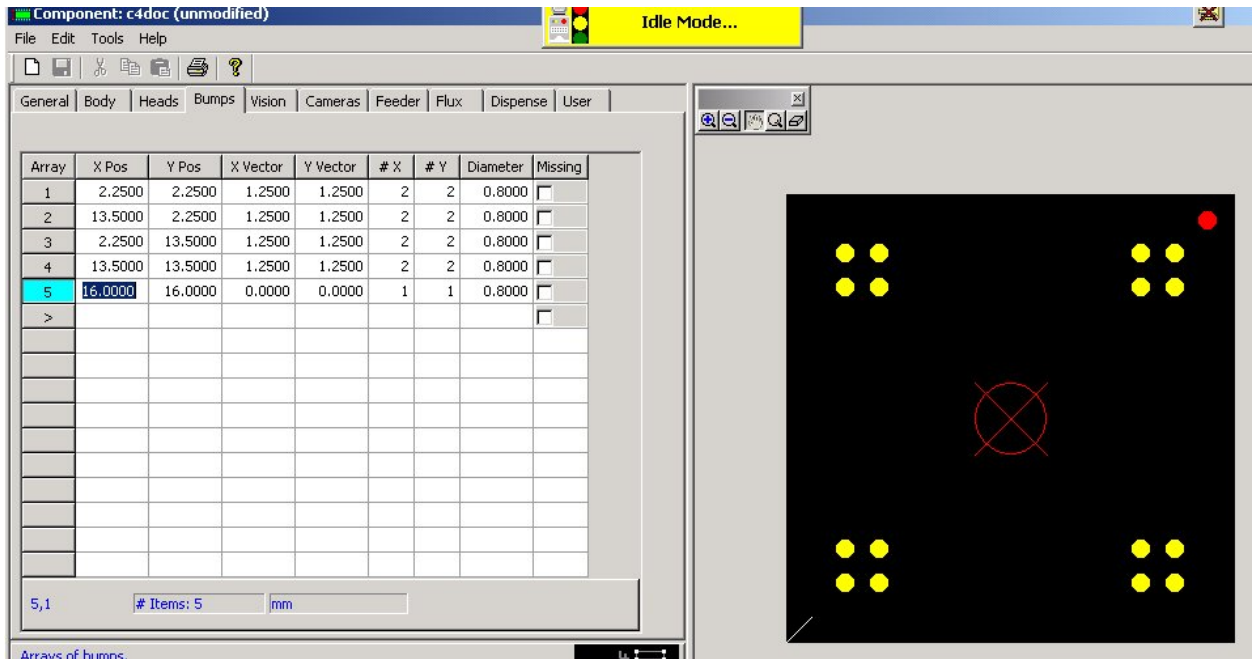 Component: c4doc (unmodified)
Idle Mode...
File Edit Tools Help
General Body Heads Bumps Vision Cameras Feeder Flux Dispense User
Array X Pos Y Pos X Vector Y Vector # X # Y Diameter Missing
1 2.2500 2.2500 1.2500 1.2500 2 2 0.8000
2 13.5000 2.2500 1.2500 1.2500 2 2 0.8000
3 2.2500 13.5000 1.2500 1.2500 2 2 0.8000
4 13.5000 13.5000 1.2500 1.2500 2 2 0.8000
5 16.0000 16.0000 0.0000 0.0000 1 1 0.8000
>
5,1 # Items: 5 mm
Arrays of bumps.